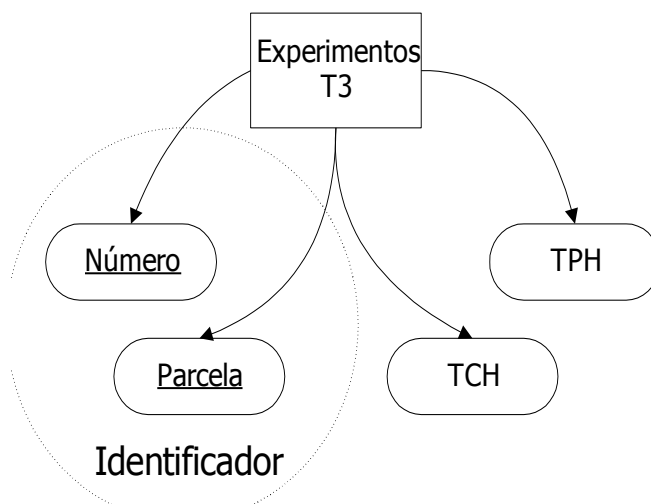 Experimentos
T3
Número
TPH
Parcela
TCH
Identificador